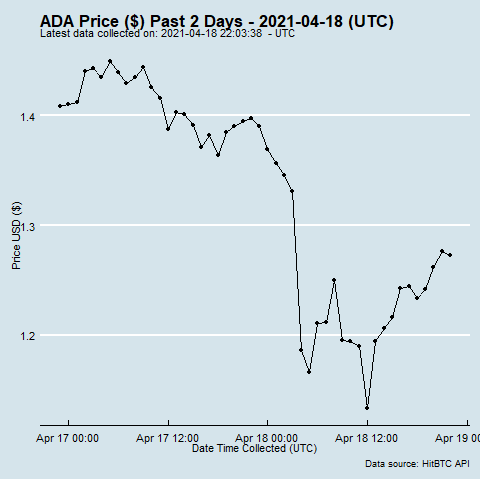 ADA Price ($) Past 2 Days - 2021-04-18 (UTC)
Latest data collected on: 2021-04-18 22:03:38  - UTC
1.4
1.3
1.2
Price USD ($)
Apr 17 00:00
Apr 17 12:00
Apr 18 00:00
Apr 18 12:00
Apr 19 00
Date Time Collected (UTC)
Data source: HitBTC API